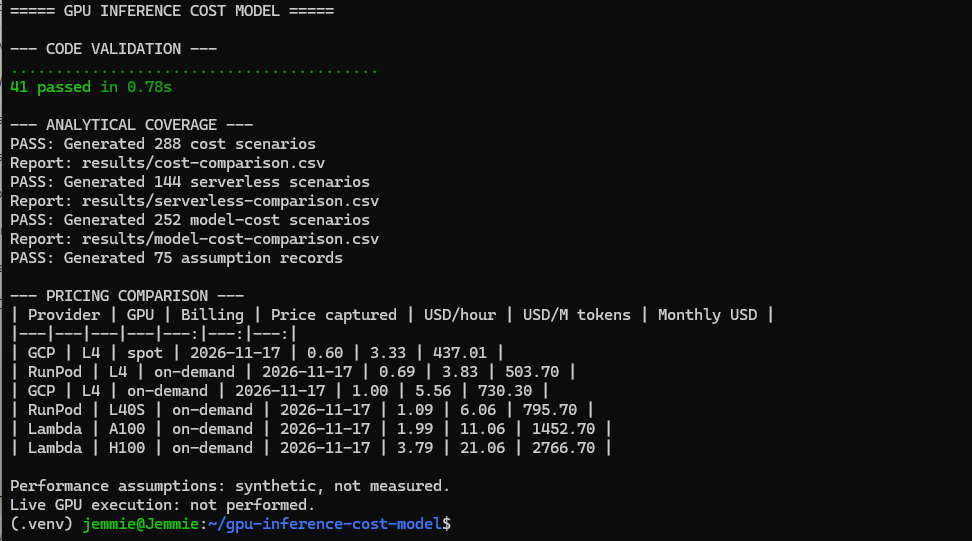 ===== GPU INFERENCE COST MODEL =====
--- CODE VALIDATION ---
.........................................
41 passed in 0.78s
--- ANALYTICAL COVERAGE ---
PASS: Generated 288 cost scenarios
Report: results/cost-comparison.csv
PASS: Generated 144 serverless scenarios
Report: results/serverless-comparison.csv
PASS: Generated 252 model-cost scenarios
Report: results/model-cost-comparison.csv
PASS: Generated 75 assumption records
--- PRICING COMPARISON ---
| Provider | GPU | Billing | Price captured | USD/hour | USD/M tokens | Monthly USD |
|---|---|---|---|---:|---:|---:|
| GCP | L4 | spot | 2026-11-17 | 0.60 | 3.33 | 437.01 |
| RunPod | L4 | on-demand | 2026-11-17 | 0.69 | 3.83 | 503.70 |
| GCP | L4 | on-demand | 2026-11-17 | 1.00 | 5.56 | 730.30 |
| RunPod | L40S | on-demand | 2026-11-17 | 1.09 | 6.06 | 795.70 |
| Lambda | A100 | on-demand | 2026-11-17 | 1.99 | 11.06 | 1452.70 |
| Lambda | H100 | on-demand | 2026-11-17 | 3.79 | 21.06 | 2766.70 |
Performance assumptions: synthetic, not measured.
Live GPU execution: not performed.
(.venv) jemmie@Jemmie:~/gpu-inference-cost-model$